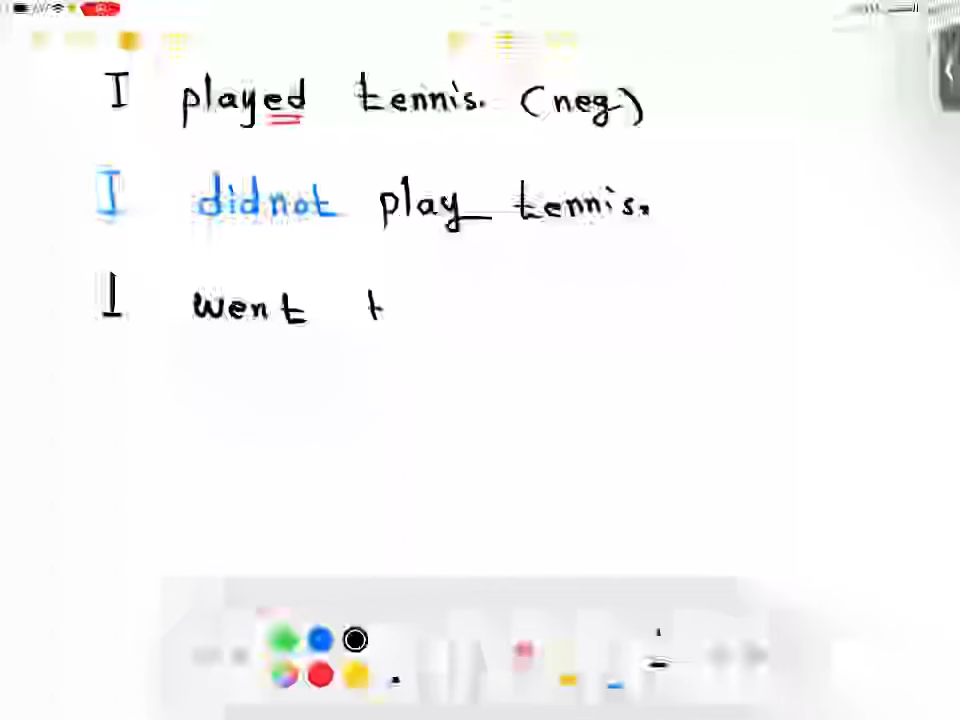 I played tennis. (neg)
I didnot play tennis.
I went t